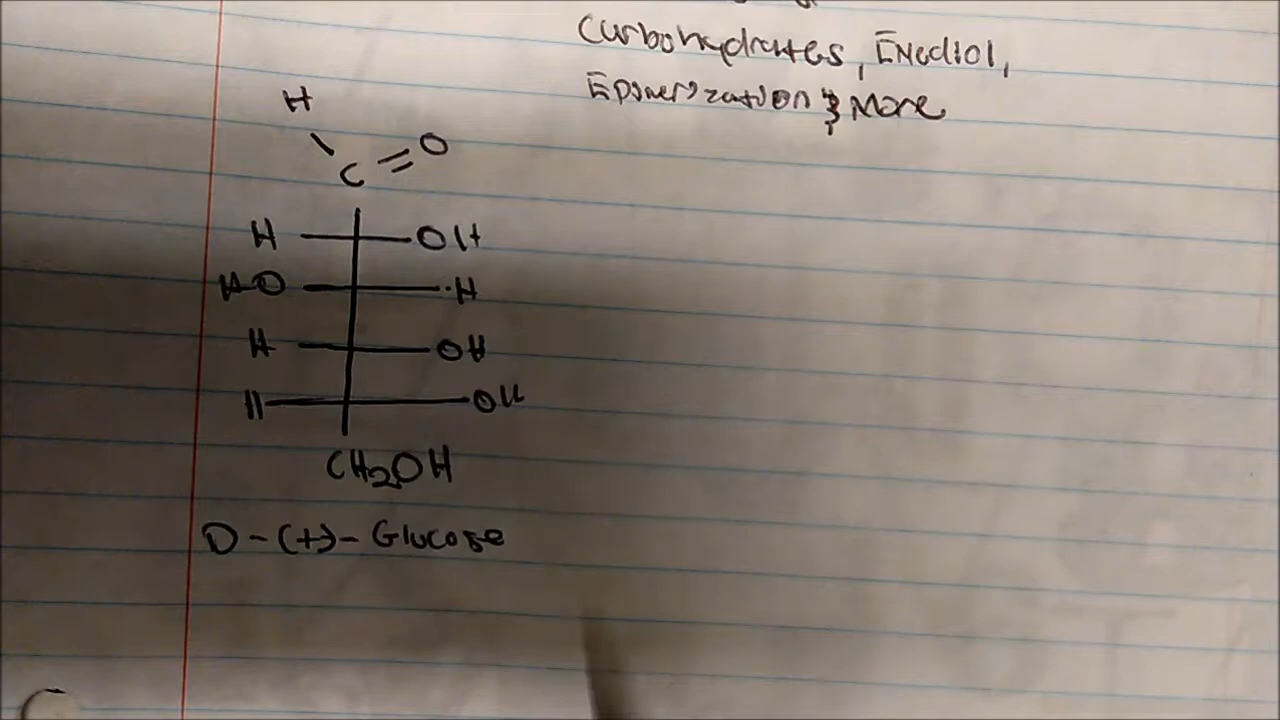 Carbohydrates, Enediol,
Epimerization & More
H
C = O
H OH
HO H
H OH
H OH
CH2OH
D-(+)-Glucose